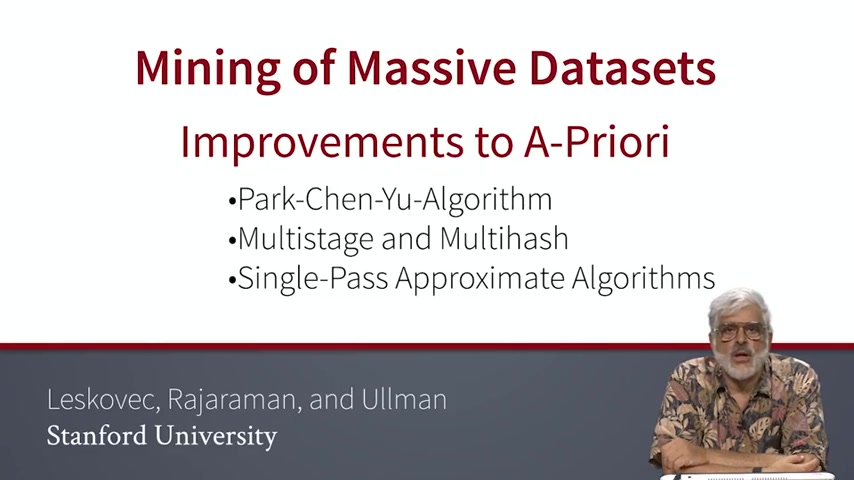 Mining of Massive Datasets
Improvements to A-Priori
•Park-Chen-Yu-Algorithm
•Multistage and Multihash
•Single-Pass Approximate Algorithms
Leskovec, Rajaraman, and Ullman
Stanford University